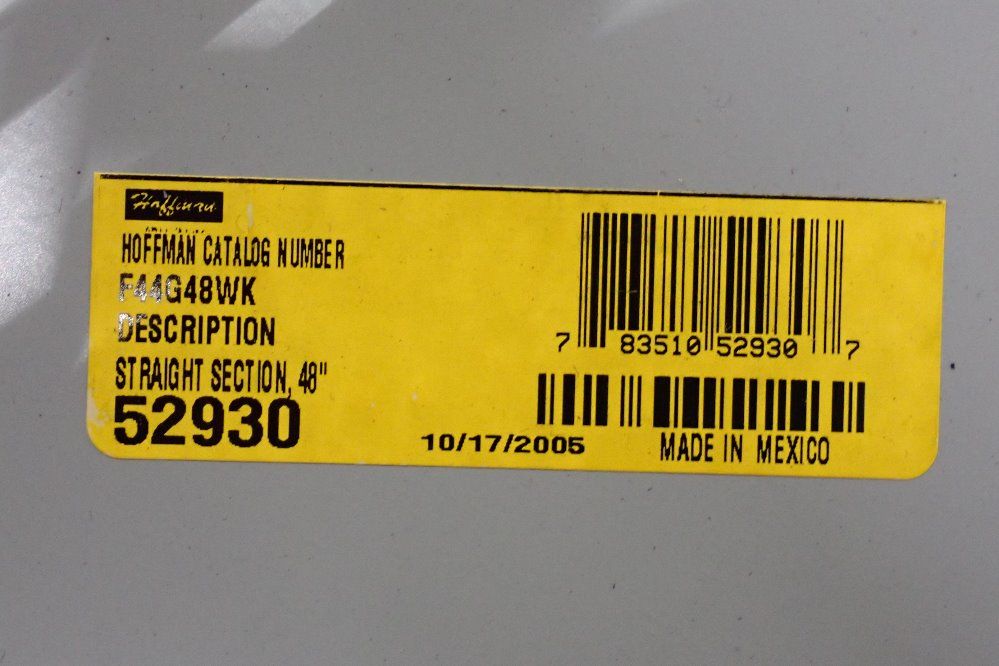 Hoffman
HOFFMAN CATALOG NUMBER
F44G48WK
DESCRIPTION
STRAIGHT SECTION, 48"
52930
10/17/2005
7 83510 52930 7
MADE IN MEXICO